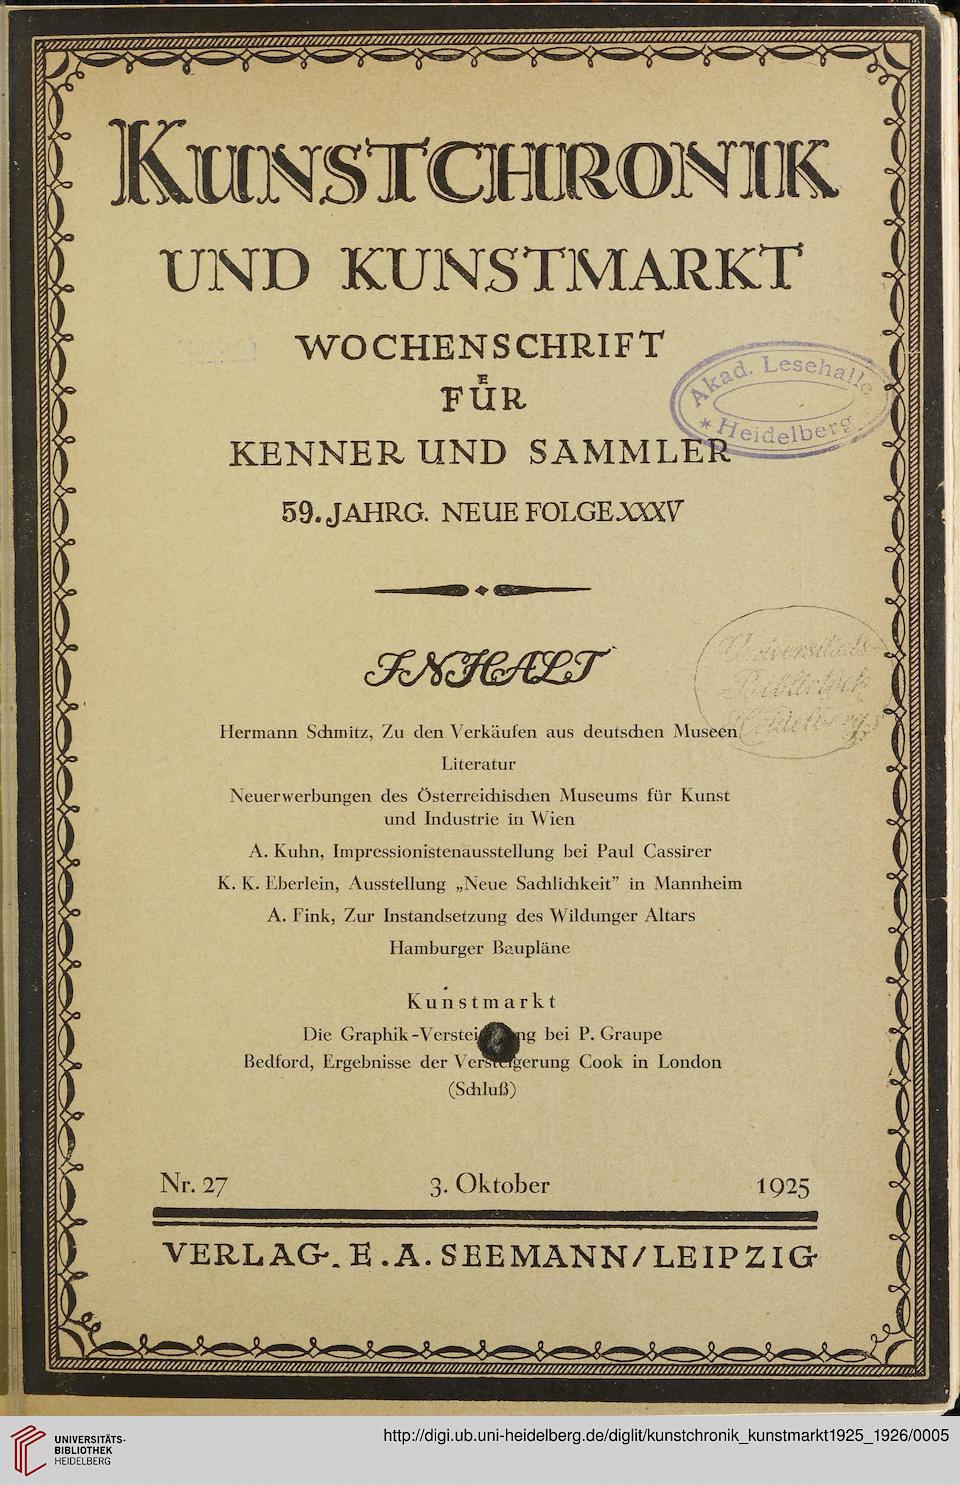 KUNSTCHRONIK
UND KUNSTMARKT
WOCHENSCHRIFT
FÜR
KENNER UND SAMMLER
Akad. Lesehalle
* Heidelberg
59. JAHRG. NEUE FOLGE XXXV
INHALT
Universitäts-
Bibliothek
Heidelberg
Hermann Schmitz, Zu den Verkäufen aus deutschen Museen
Literatur
Neuerwerbungen des Österreichischen Museums für Kunst
und Industrie in Wien
A. Kuhn, Impressionistenausstellung bei Paul Cassirer
K. K. Eberlein, Ausstellung „Neue Sachlichkeit” in Mannheim
A. Fink, Zur Instandsetzung des Wildunger Altars
Hamburger Baupläne
Kunstmarkt
Die Graphik-Versteigerung bei P. Graupe
Bedford, Ergebnisse der Versteigerung Cook in London
(Schluß)
Nr. 27 3. Oktober 1925
VERLAG. E. A. SEEMANN/LEIPZIG
UNIVERSITÄTS-
BIBLIOTHEK
HEIDELBERG
http://digi.ub.uni-heidelberg.de/diglit/kunstchronik_kunstmarkt1925_1926/0005